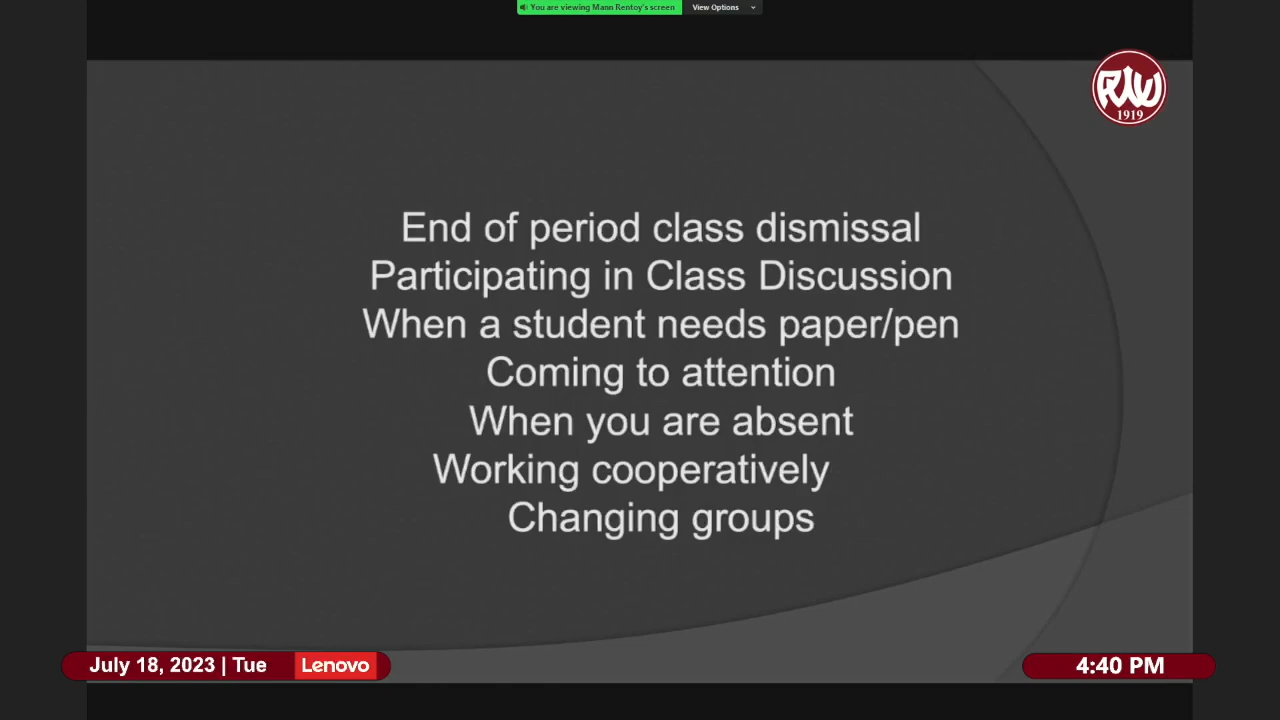 You are viewing Mann Rentoy's screen
View Options
RW
1919
End of period class dismissal
Participating in Class Discussion
When a student needs paper/pen
Coming to attention
When you are absent
Working cooperatively
Changing groups
July 18, 2023 | Tue
Lenovo
4:40 PM